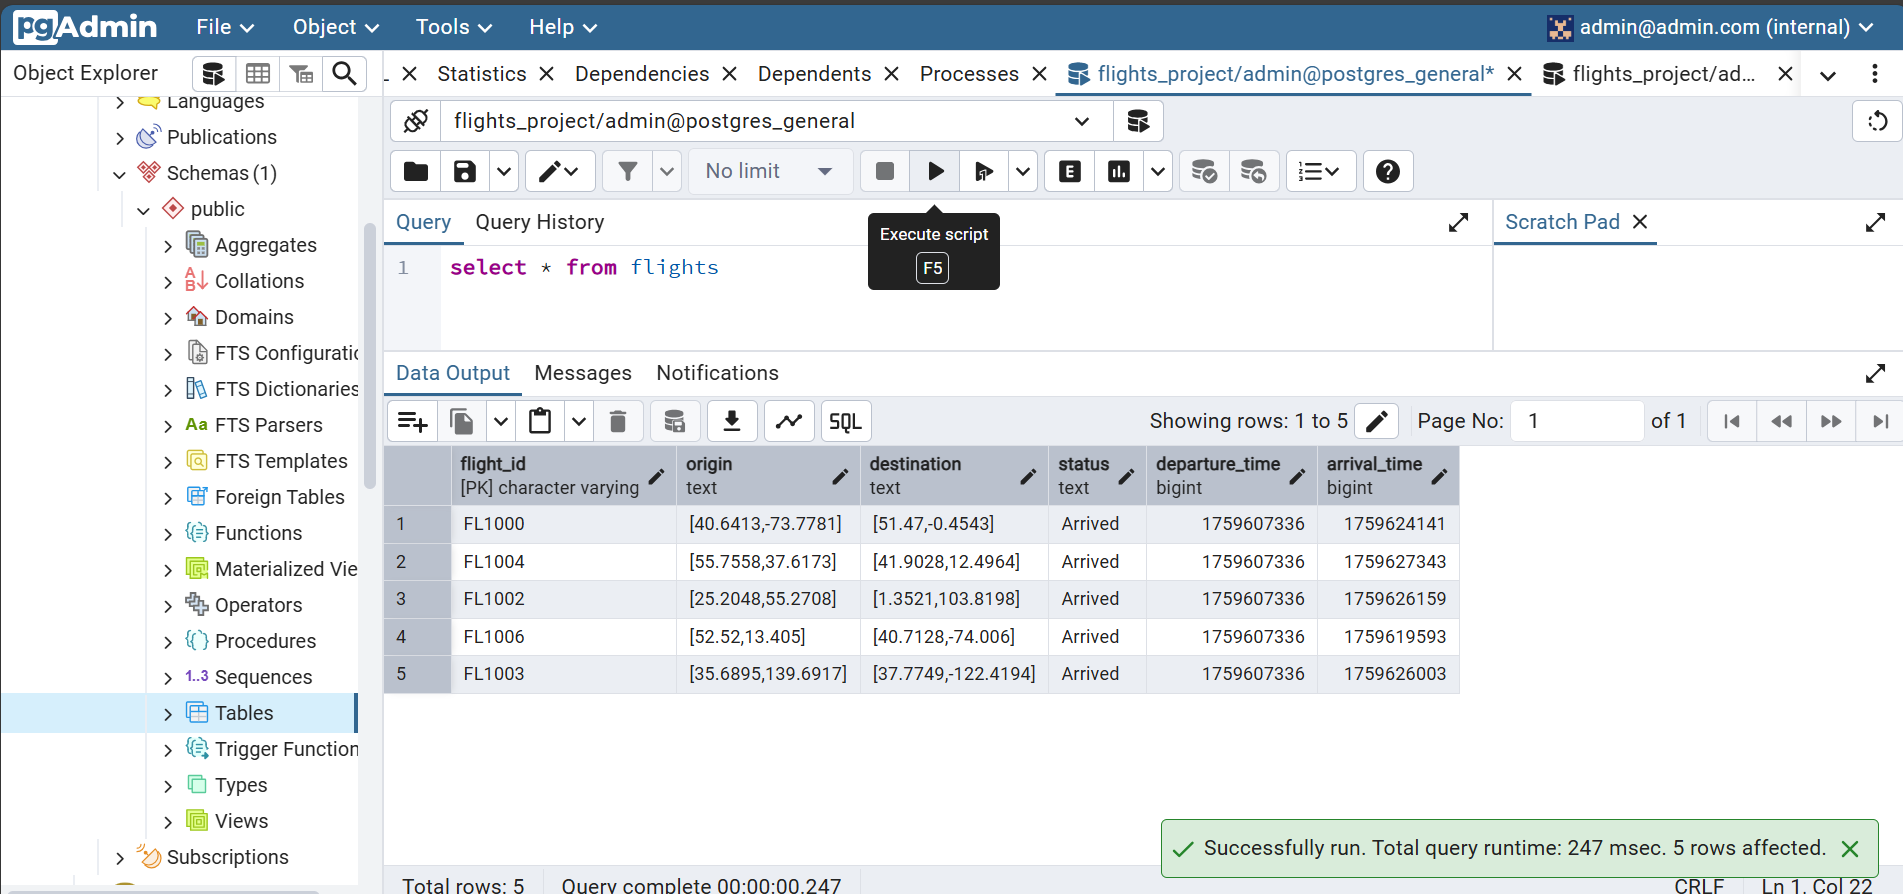 pgAdmin File Object Tools Help admin@admin.com (internal)
Object Explorer
Statistics Dependencies Dependents Processes flights_project/admin@postgres_general* flights_project/ad...
flights_project/admin@postgres_general
No limit
Languages
Publications
Schemas (1)
public
Aggregates
Collations
Domains
FTS Configuratic
FTS Dictionaries
FTS Parsers
FTS Templates
Foreign Tables
Functions
Materialized Vie
Operators
Procedures
1..3 Sequences
Tables
Trigger Function
Types
Views
Subscriptions
Query Query History
Execute script
F5
Scratch Pad
1 select * from flights
Data Output Messages Notifications
SQL Showing rows: 1 to 5 Page No: 1 of 1
flight_id origin destination status departure_time arrival_time
[PK] character varying text text text bigint bigint
1 FL1000 [40.6413,-73.7781] [51.47,-0.4543] Arrived 1759607336 1759624141
2 FL1004 [55.7558,37.6173] [41.9028,12.4964] Arrived 1759607336 1759627343
3 FL1002 [25.2048,55.2708] [1.3521,103.8198] Arrived 1759607336 1759626159
4 FL1006 [52.52,13.405] [40.7128,-74.006] Arrived 1759607336 1759619593
5 FL1003 [35.6895,139.6917] [37.7749,-122.4194] Arrived 1759607336 1759626003
Successfully run. Total query runtime: 247 msec. 5 rows affected.
Total rows: 5 Query complete 00:00:00.247 CRLF Ln 1, Col 22